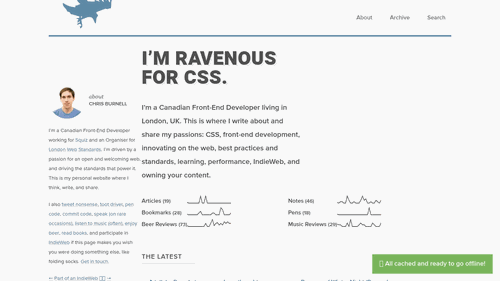 About Archive Search
I'M RAVENOUS
FOR CSS.
about
CHRIS BURNELL
I'm a Canadian Front-End Developer living in
London, UK. This is where I write about and
share my passions: CSS, front-end development,
innovating on the web, best practices and
standards, learning, performance, IndieWeb, and
owning your content.
I'm a Canadian Front-End Developer
working for Squiz and an Organiser for
London Web Standards. I'm driven by a
passion for an open and welcoming web,
and driving the standards that power it.
This is my personal website where I
think, write, and share.
I also tweet nonsense, toot driver, pen
code, commit code, speak (on rare
occasions), listen to music (differs), enjoy
beer, read books, and participate in
IndieWeb if this page makes you wish
you were doing something else, like
folding socks. Get in touch.
← Part of an IndieWeb
Articles (19)
Notes (46)
Bookmarks (28)
Pens (18)
Beer Reviews (73)
Music Reviews (29)
THE LATEST
All cached and ready to go offline!